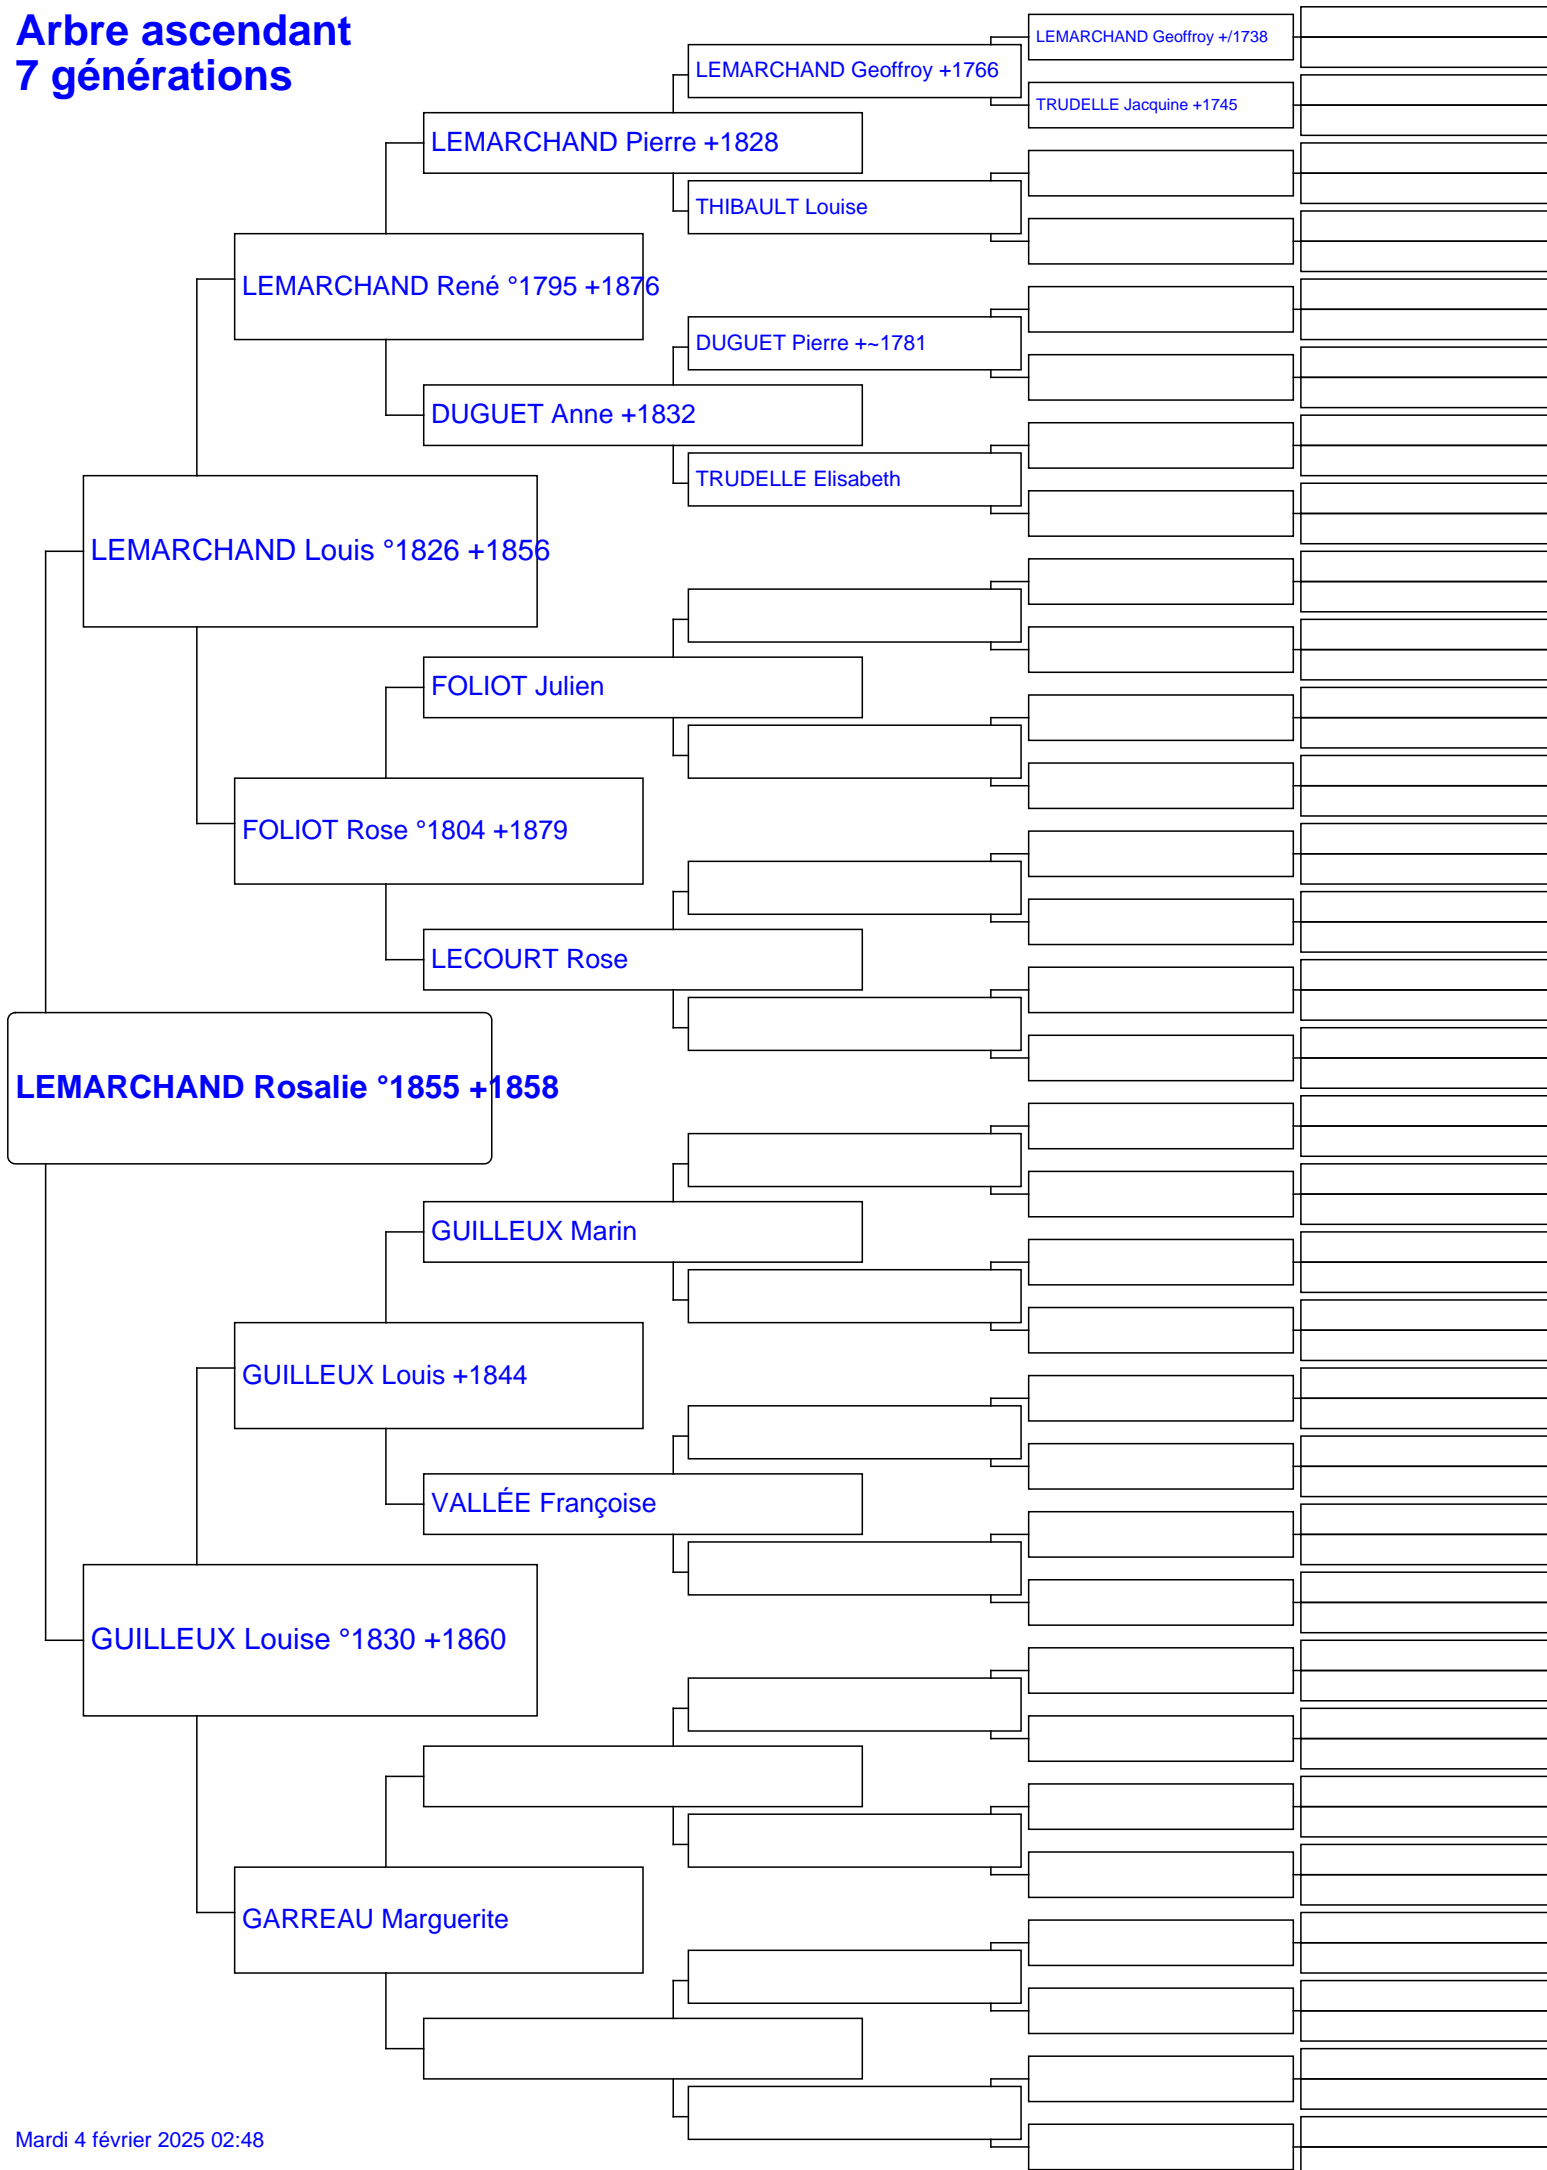 Arbre ascendant
7 générations
LEMARCHAND Geoffroy +/1738
LEMARCHAND Geoffroy +1766
TRUDELLE Jacquine +1745
LEMARCHAND Pierre +1828
THIBAULT Louise
LEMARCHAND René °1795 +1876
DUGUET Pierre +~1781
DUGUET Anne +1832
TRUDELLE Elisabeth
LEMARCHAND Louis °1826 +1856
FOLIOT Julien
FOLIOT Rose °1804 +1879
LECOURT Rose
LEMARCHAND Rosalie °1855 +1858
GUILLEUX Marin
GUILLEUX Louis +1844
VALLÉE Françoise
GUILLEUX Louise °1830 +1860
GARREAU Marguerite
Mardi 4 février 2025 02:48